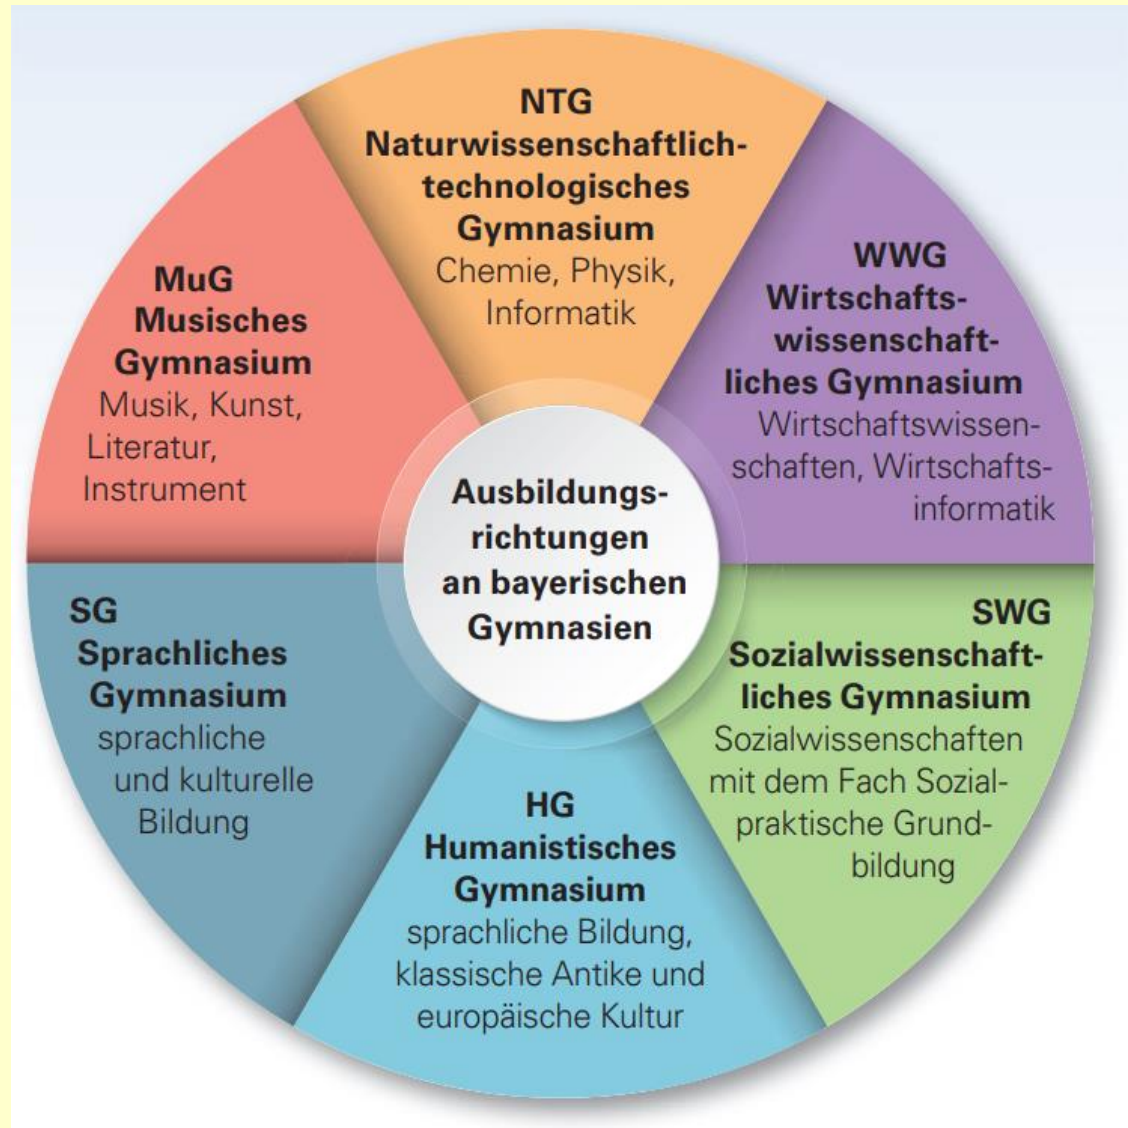 NTG
Naturwissenschaftlich-
technologisches
Gymnasium
Chemie, Physik,
Informatik
WWG
Wirtschafts-
wissenschaft-
liches Gymnasium
Wirtschaftswissen-
schaften, Wirtschafts-
informatik
SWG
Sozialwissenschaft-
liches Gymnasium
Sozialwissenschaften
mit dem Fach Sozial-
praktische Grund-
bildung
HG
Humanistisches
Gymnasium
sprachliche Bildung,
klassische Antike und
europäische Kultur
SG
Sprachliches
Gymnasium
sprachliche
und kulturelle
Bildung
MuG
Musisches
Gymnasium
Musik, Kunst,
Literatur,
Instrument
Ausbildungs-
richtungen
an bayerischen
Gymnasien